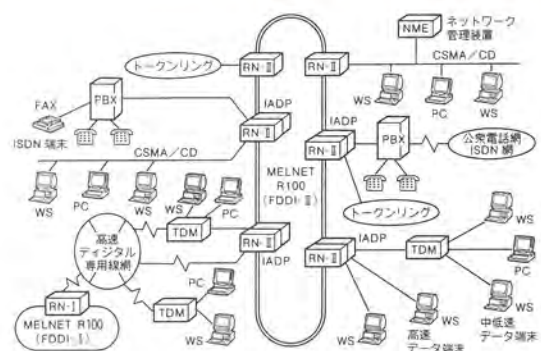 NME
ネットワーク
管理装置
CSMA/CD
WS
PC
WS
トークンリング
RN-Ⅱ
RN-Ⅱ
FAX
PBX
ISDN 端末
IADP
RN-Ⅱ
CSMA/CD
WS
PC
WS
WS
PC
IADP
RN-Ⅱ
PBX
公衆電話網
ISDN 網
MELNET
R100
(FDDI-Ⅱ)
トークンリング
高速
ディジタル
専用線網
TDM
IADP
RN-Ⅱ
PC
TDM
WS
RN-Ⅰ
MELNET R100
(FDDI-Ⅰ)
IADP
RN-Ⅱ
TDM
WS
PC
WS
中低速
データ端末
WS
高速
データ端末
WS